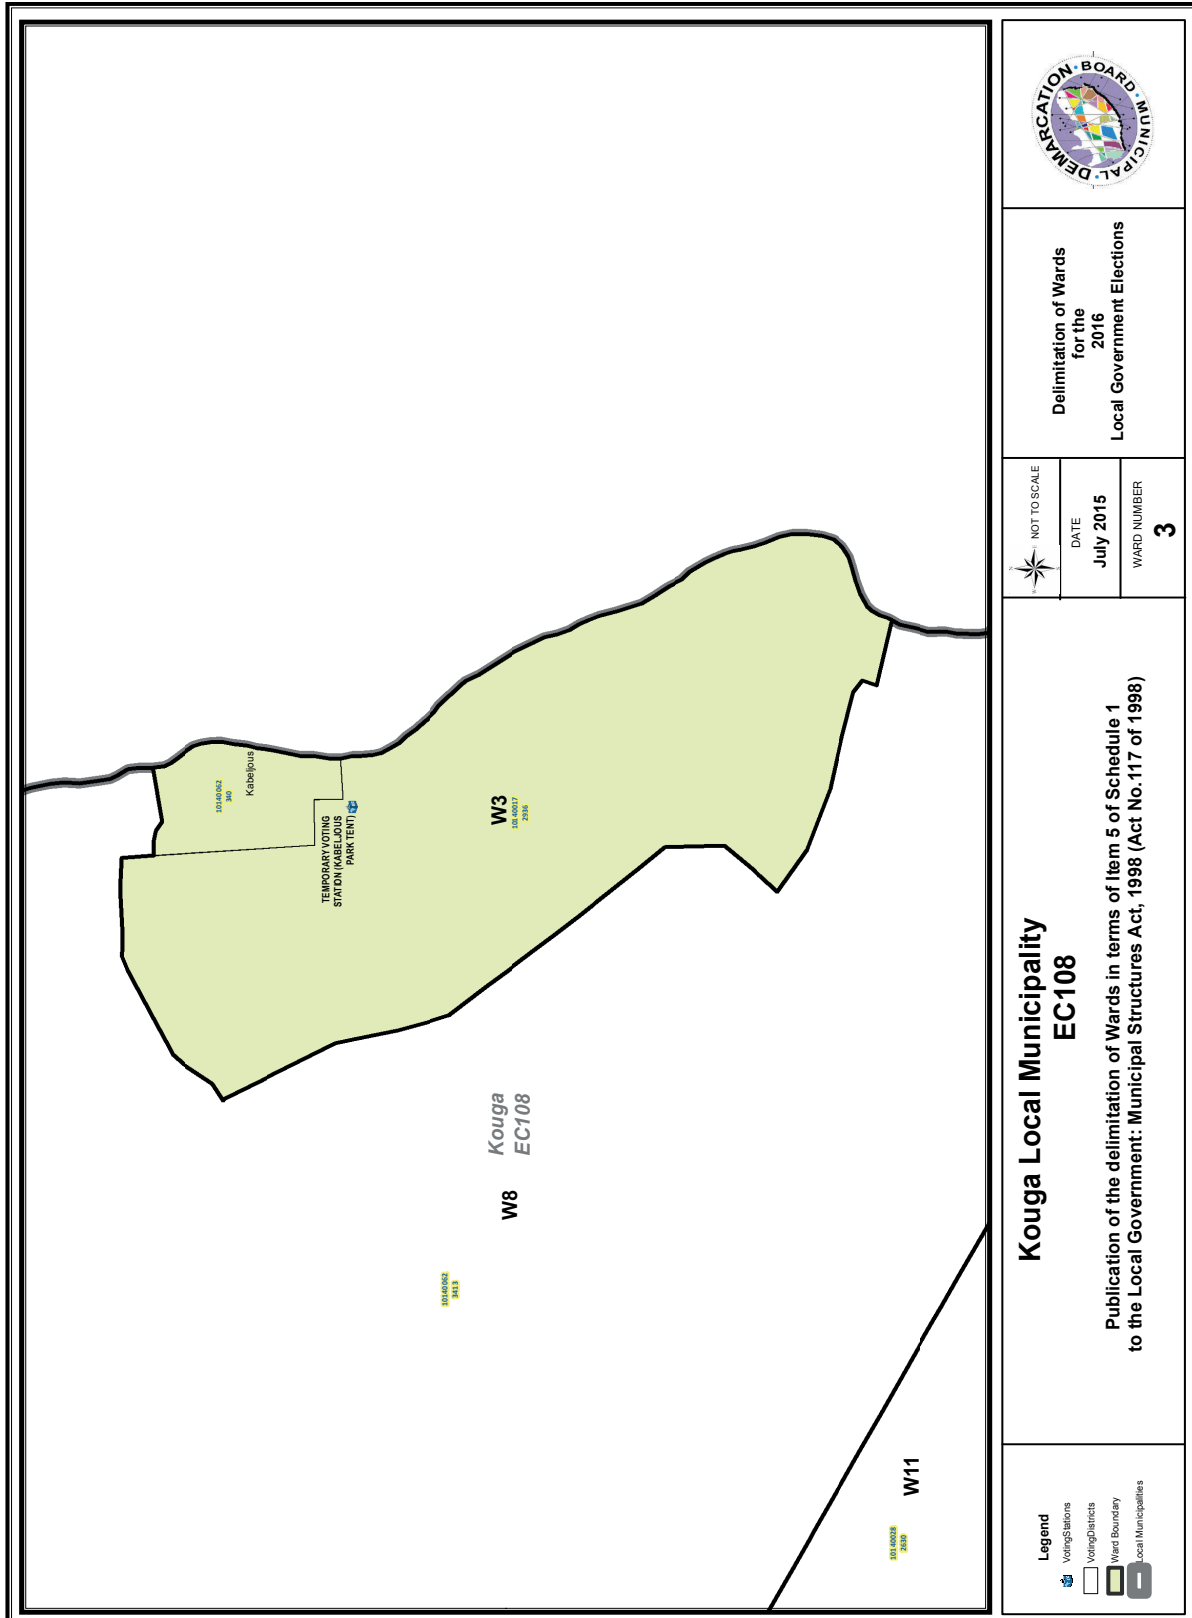 10140062
340
Kabeljous
TEMPORARY VOTING
STATION (KABELJOUS
PARK TENT)
W3
10140017
2936
Kouga
EC108
W8
10140062
3413
W11
10140028
2630
Legend
VotingStations
VotingDistricts
Ward Boundary
Local Municipalities
Kouga Local Municipality
EC108
Publication of the delimitation of Wards in terms of Item 5 of Schedule 1
to the Local Government: Municipal Structures Act, 1998 (Act No.117 of 1998)
N
W
E
S
NOT TO SCALE
DATE
July 2015
WARD NUMBER
3
Delimitation of Wards
for the
2016
Local Government Elections
MUNICIPAL • DEMARCATION • BOARD •